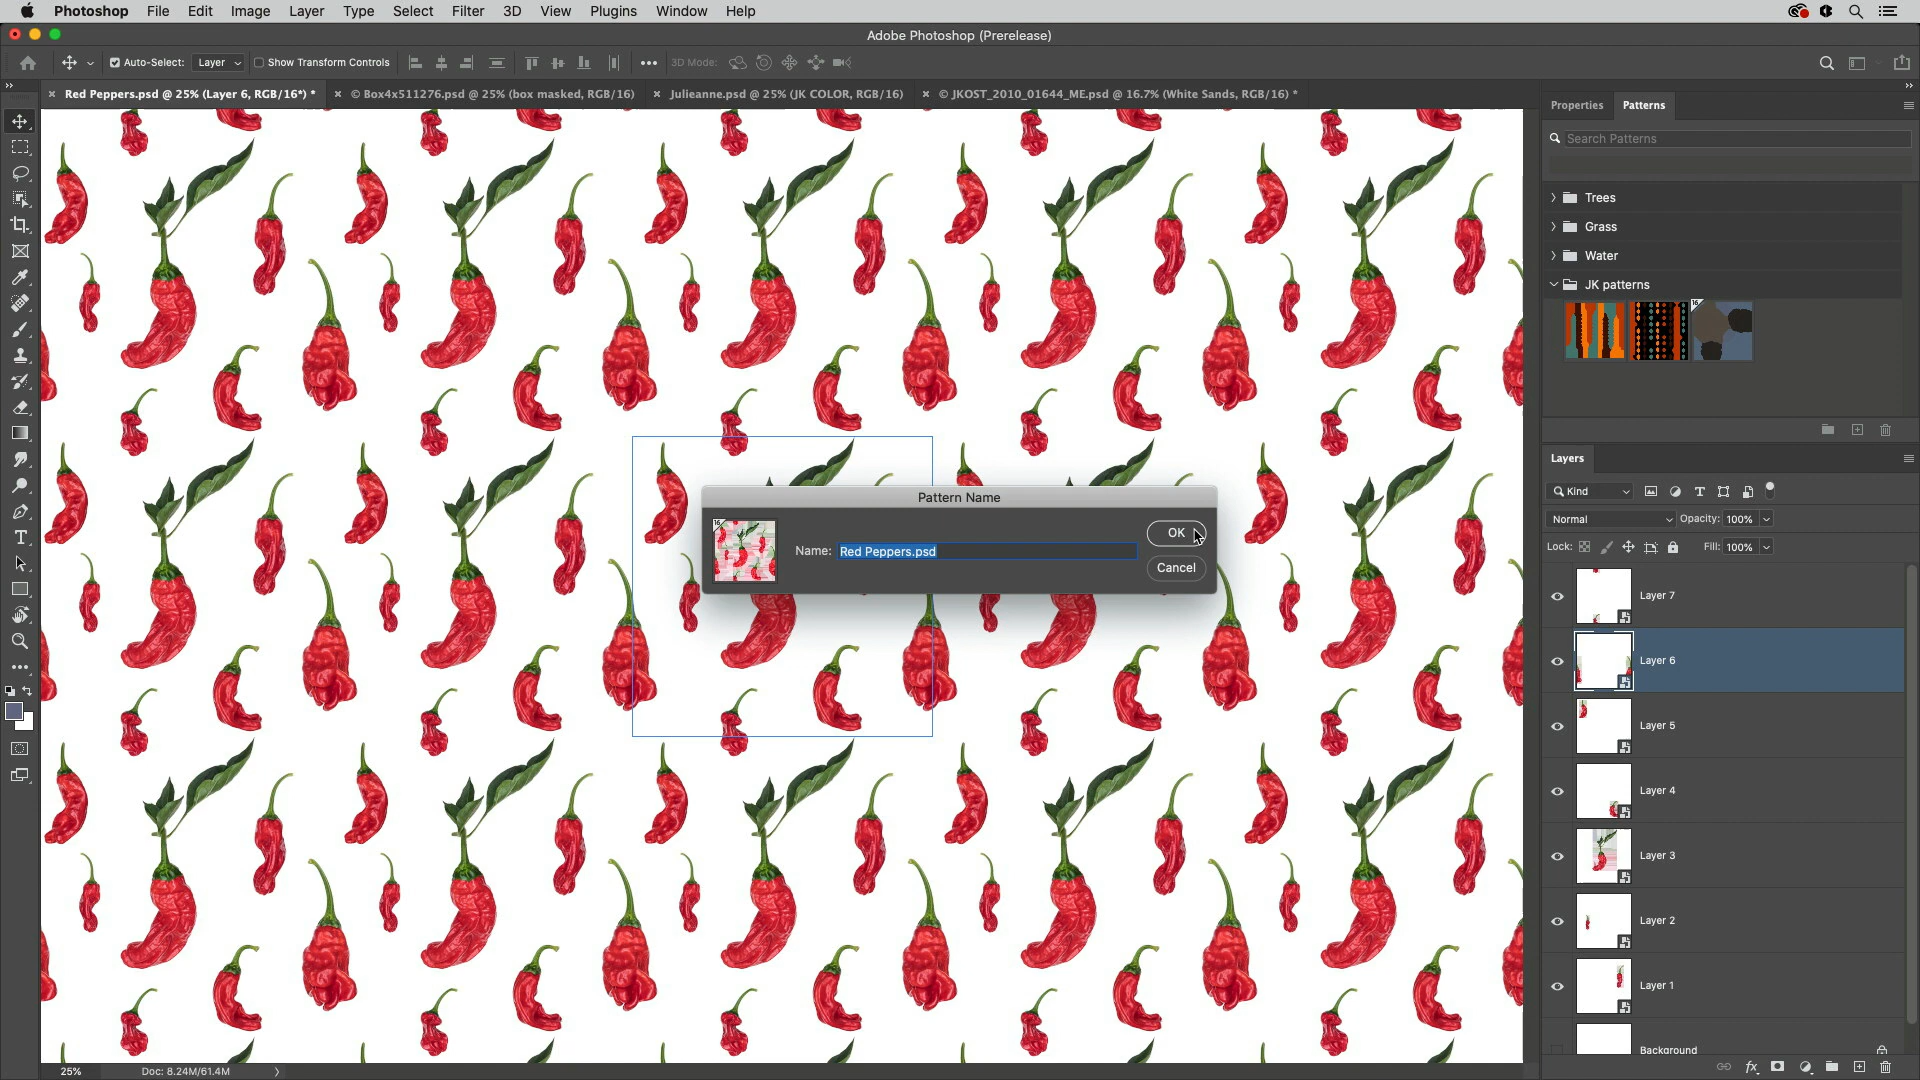 Photoshop File Edit Image Layer Type Select Filter 3D View Plugins Window Help
Adobe Photoshop (Prerelease)
Auto-Select: Layer Show Transform Controls 3D Mode:
Red Peppers.psd @ 25% (Layer 6, RGB/16*) * © Box4x511276.psd @ 25% (box masked, RGB/16) Julieanne.psd @ 25% (JK COLOR, RGB/16) © JKOST_2010_01644_ME.psd @ 16.7% (White Sands, RGB/16) *
Properties Patterns
Search Patterns
Trees
Grass
Water
JK patterns
16
Pattern Name
16
Name: Red Peppers.psd
OK
Cancel
Layers
Kind
Normal Opacity: 100%
Lock: Fill: 100%
Layer 7
Layer 6
Layer 5
Layer 4
Layer 3
Layer 2
Layer 1
Background
fx
25% Doc: 8.24M/61.4M